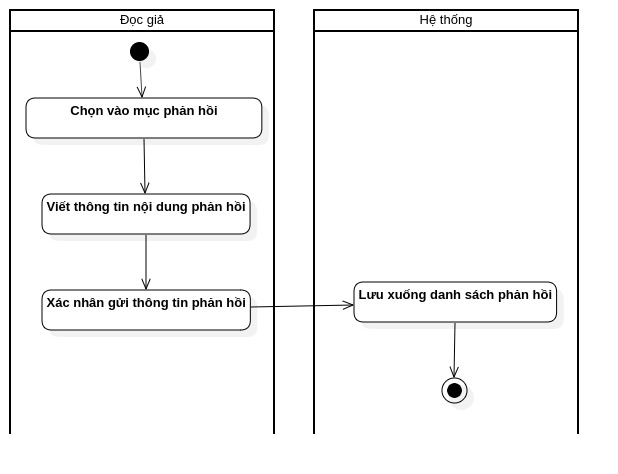 Đọc giả
Hệ thống
Chọn vào mục phản hồi
Viết thông tin nội dung phản hồi
Xác nhân gửi thông tin phản hồi
Lưu xuống danh sách phản hồi